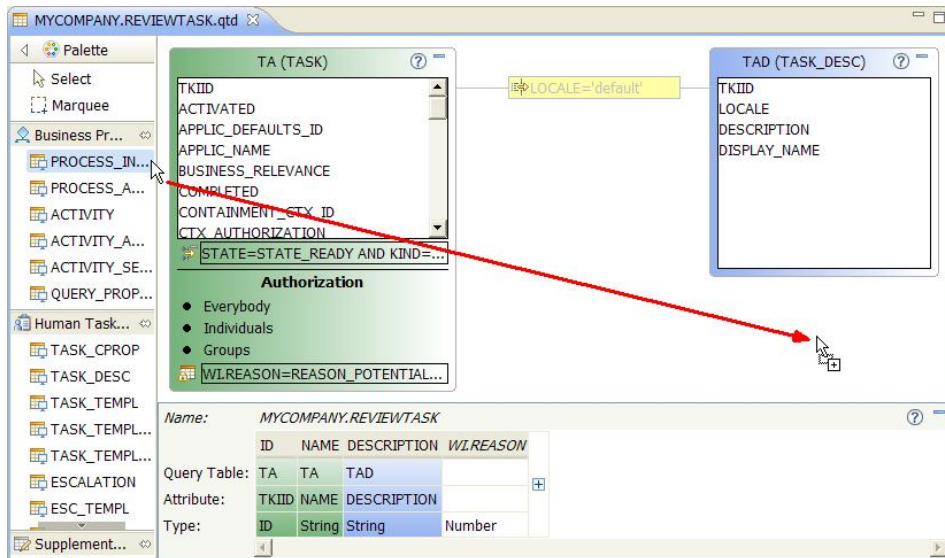 MYCOMPANY.REVIEWTASK.qtd
Palette
Select
Marquee
Business Pr...
PROCESS_IN...
PROCESS_A...
ACTIVITY
ACTIVITY_A...
ACTIVITY_SE...
QUERY_PROP...
Human Task...
TASK_CPROP
TASK_DESC
TASK_TEMPL
TASK_TEMPL...
TASK_TEMPL...
ESCALATION
ESC_TEMPL
Supplement...
TA (TASK)
TKIID
ACTIVATED
APPLIC_DEFAULTS_ID
APPLIC_NAME
BUSINESS_RELEVANCE
COMPLETED
CONTAINMENT_CTX_ID
CTX_AUTHORIZATION
STATE=STATE_READY AND KIND=...
Authorization
Everybody
Individuals
Groups
WI.REASON=REASON_POTENTIAL...
LOCALE='default'
TAD (TASK_DESC)
TKIID
LOCALE
DESCRIPTION
DISPLAY_NAME
Name: MYCOMPANY.REVIEWTASK
ID NAME DESCRIPTION WI.REASON
Query Table: TA TA TAD
Attribute: TKIID NAME DESCRIPTION
Type: ID String String Number